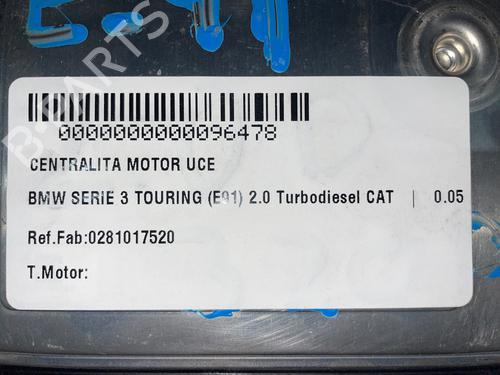 0000000000096478
CENTRALITA MOTOR UCE
BMW SERIE 3 TOURING (E91) 2.0 Turbodiesel CAT | 0.05
Ref.Fab:0281017520
T.Motor:
B-PARTS